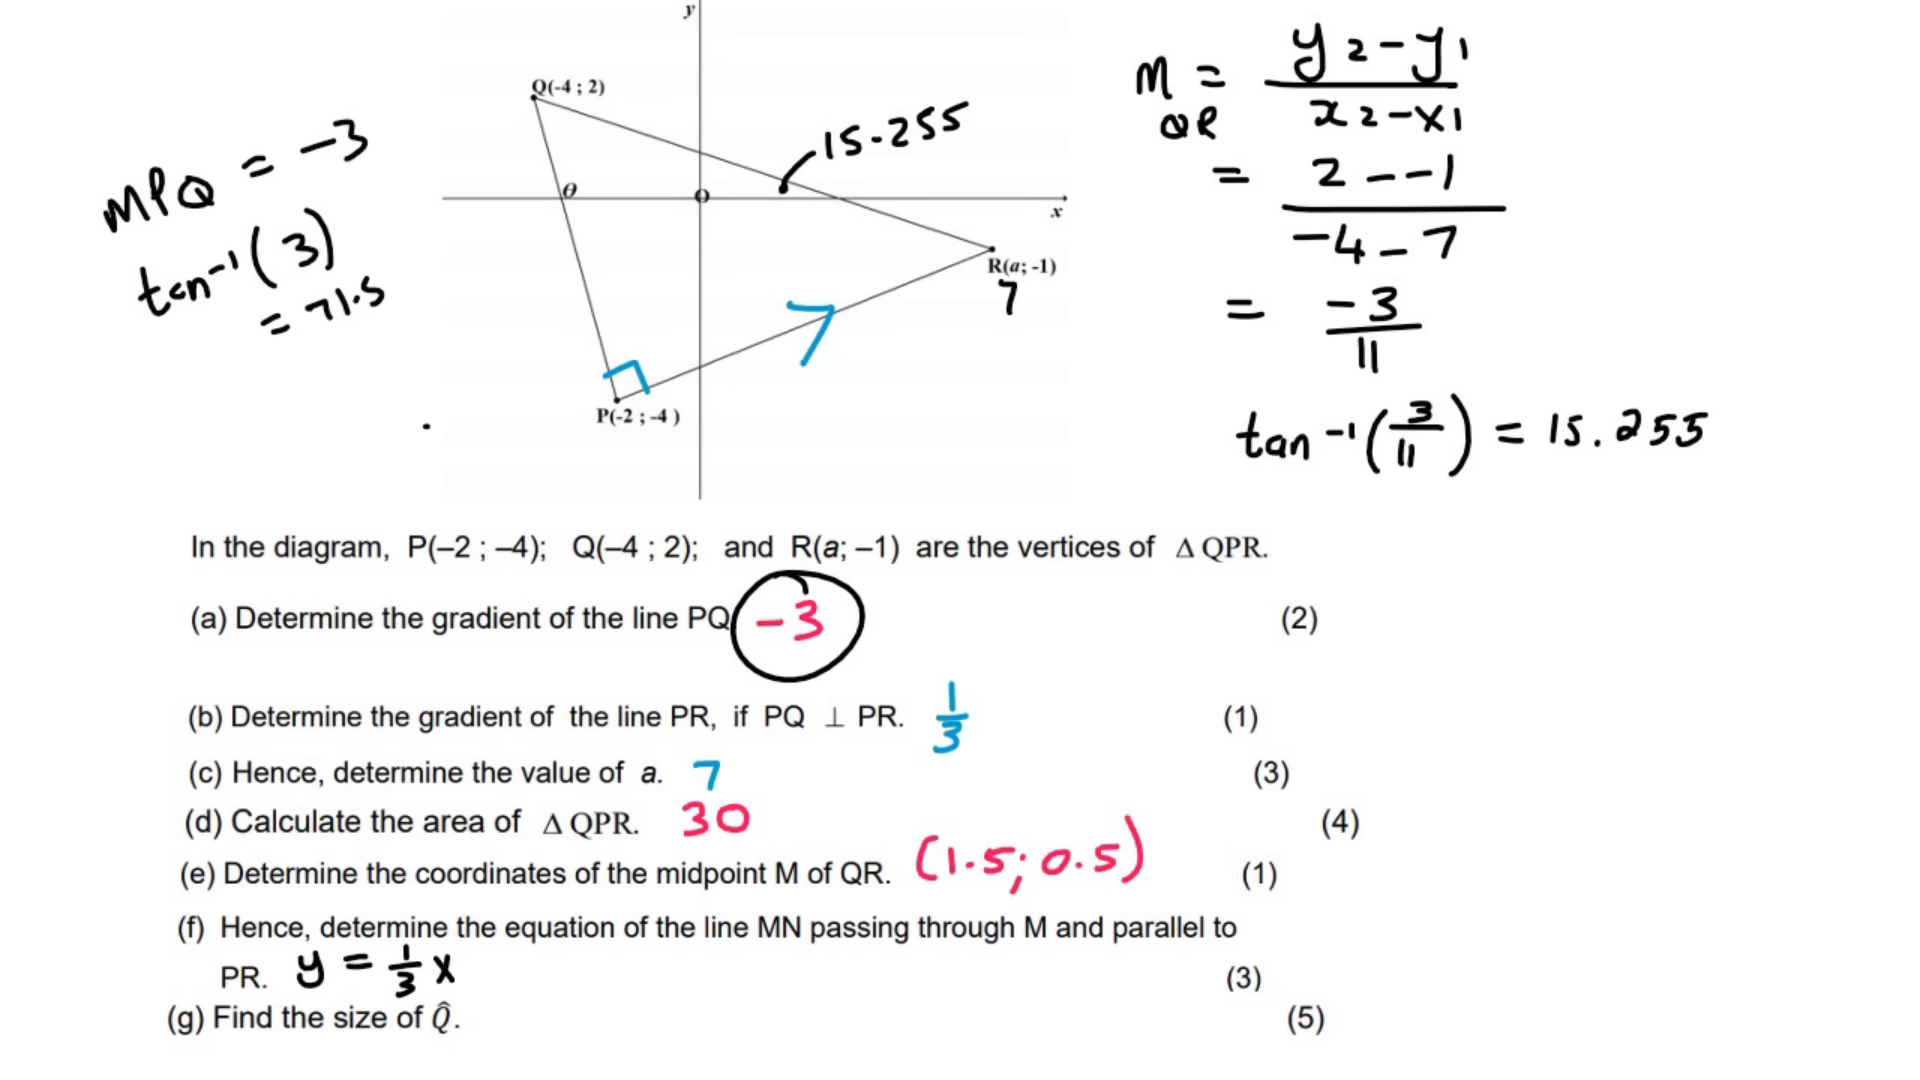 y
Q(-4 ; 2)
θ
O
x
R(a; -1)
7
P(-2 ; -4 )
15.255
MPQ = -3
tan⁻¹(3)
= 71.5
M = y2-y1
QR x2-x1
= 2--1
-4-7
= -3
11
tan⁻¹(3/11) = 15.255
In the diagram, P(–2 ; –4); Q(–4 ; 2); and R(a; –1) are the vertices of Δ QPR.
(a) Determine the gradient of the line PQ -3 (2)
(b) Determine the gradient of the line PR, if PQ ⊥ PR. 1/3 (1)
(c) Hence, determine the value of a. 7 (3)
(d) Calculate the area of Δ QPR. 30 (4)
(e) Determine the coordinates of the midpoint M of QR. (1.5; 0.5) (1)
(f) Hence, determine the equation of the line MN passing through M and parallel to
PR. y = 1/3 x (3)
(g) Find the size of Q̂. (5)